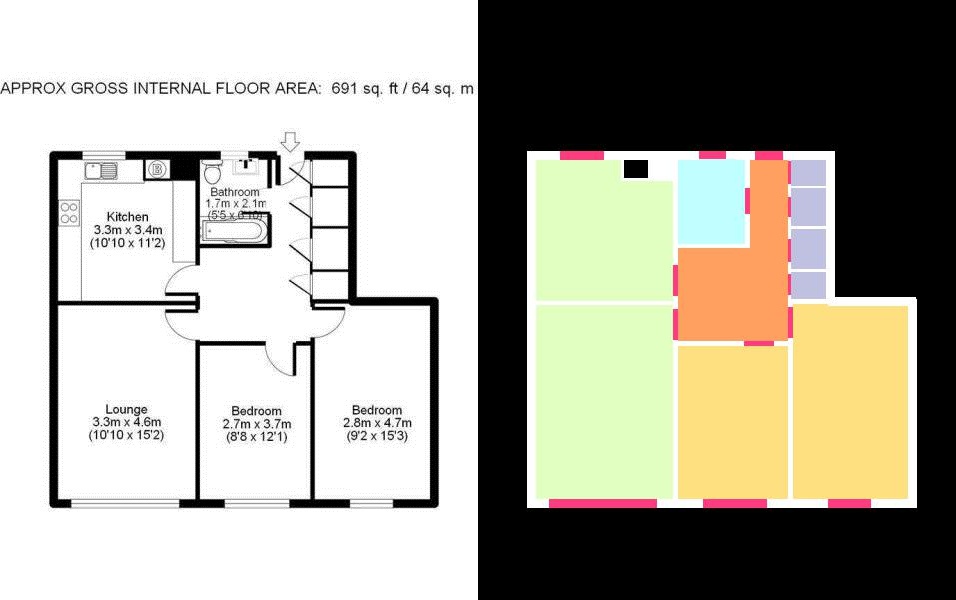 APPROX GROSS INTERNAL FLOOR AREA: 691 sq. ft / 64 sq. m
B
Bathroom
1.7m x 2.1m
(5'5 x 6'10)
Kitchen
3.3m x 3.4m
(10'10 x 11'2)
Lounge
3.3m x 4.6m
(10'10 x 15'2)
Bedroom
2.7m x 3.7m
(8'8 x 12'1)
Bedroom
2.8m x 4.7m
(9'2 x 15'3)